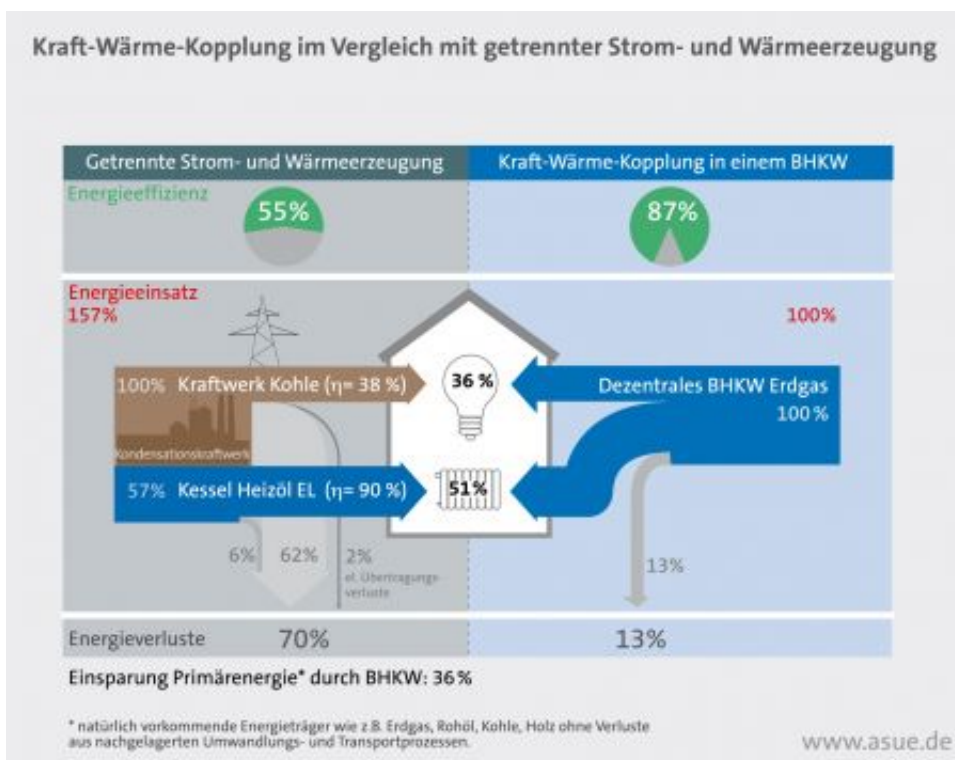 Kraft-Wärme-Kopplung im Vergleich mit getrennter Strom- und Wärmeerzeugung
Getrennte Strom- und Wärmeerzeugung
Kraft-Wärme-Kopplung in einem BHKW
Energieeffizienz
55%
87%
Energieeinsatz
157%
100%
100% Kraftwerk Kohle (η= 38 %)
36 %
Dezentrales BHKW Erdgas
100 %
Kondensationskraftwerk
57% Kessel Heizöl EL (η= 90 %)
51%
6%
62%
2%
el. Übertragungs-
verluste
13%
Energieverluste
70%
13%
Einsparung Primärenergie* durch BHKW: 36 %
* natürlich vorkommende Energieträger wie z.B. Erdgas, Rohöl, Kohle, Holz ohne Verluste
aus nachgelagerten Umwandlungs- und Transportprozessen.
www.asue.de